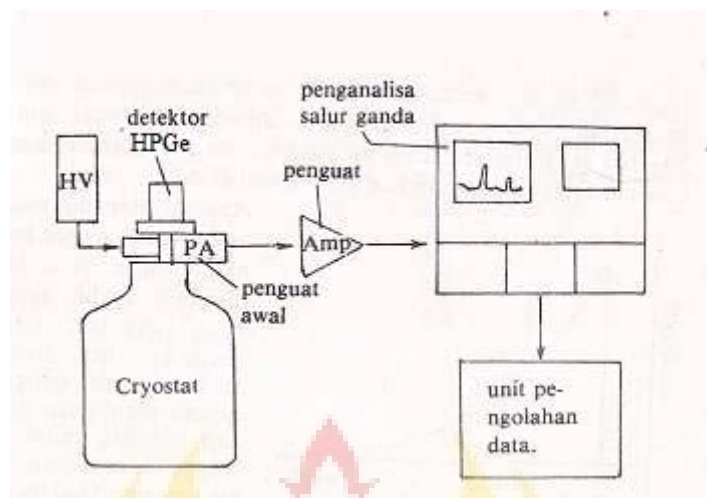 penganalisa
salur ganda
detektor
HPGe
penguat
HV
PA
Amp
penguat
awal
Cryostat
unit pe-
ngolahan
data.